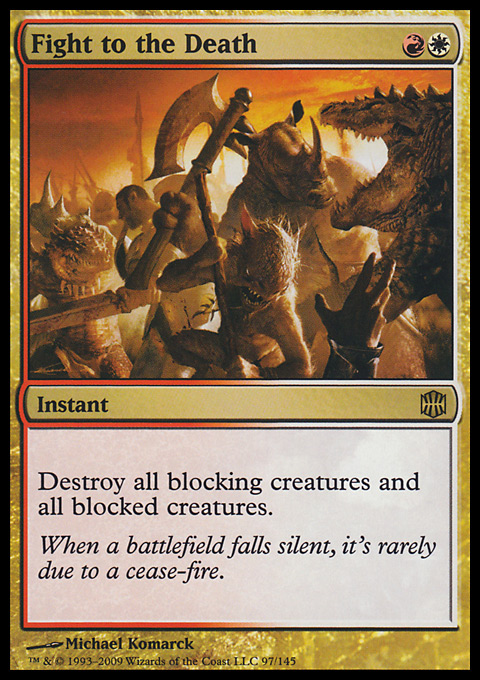 Fight to the Death
Instant
Destroy all blocking creatures and
all blocked creatures.
When a battlefield falls silent, it's rarely
due to a cease-fire.
Michael Komarck
™ & © 1993–2009 Wizards of the Coast LLC 97/145